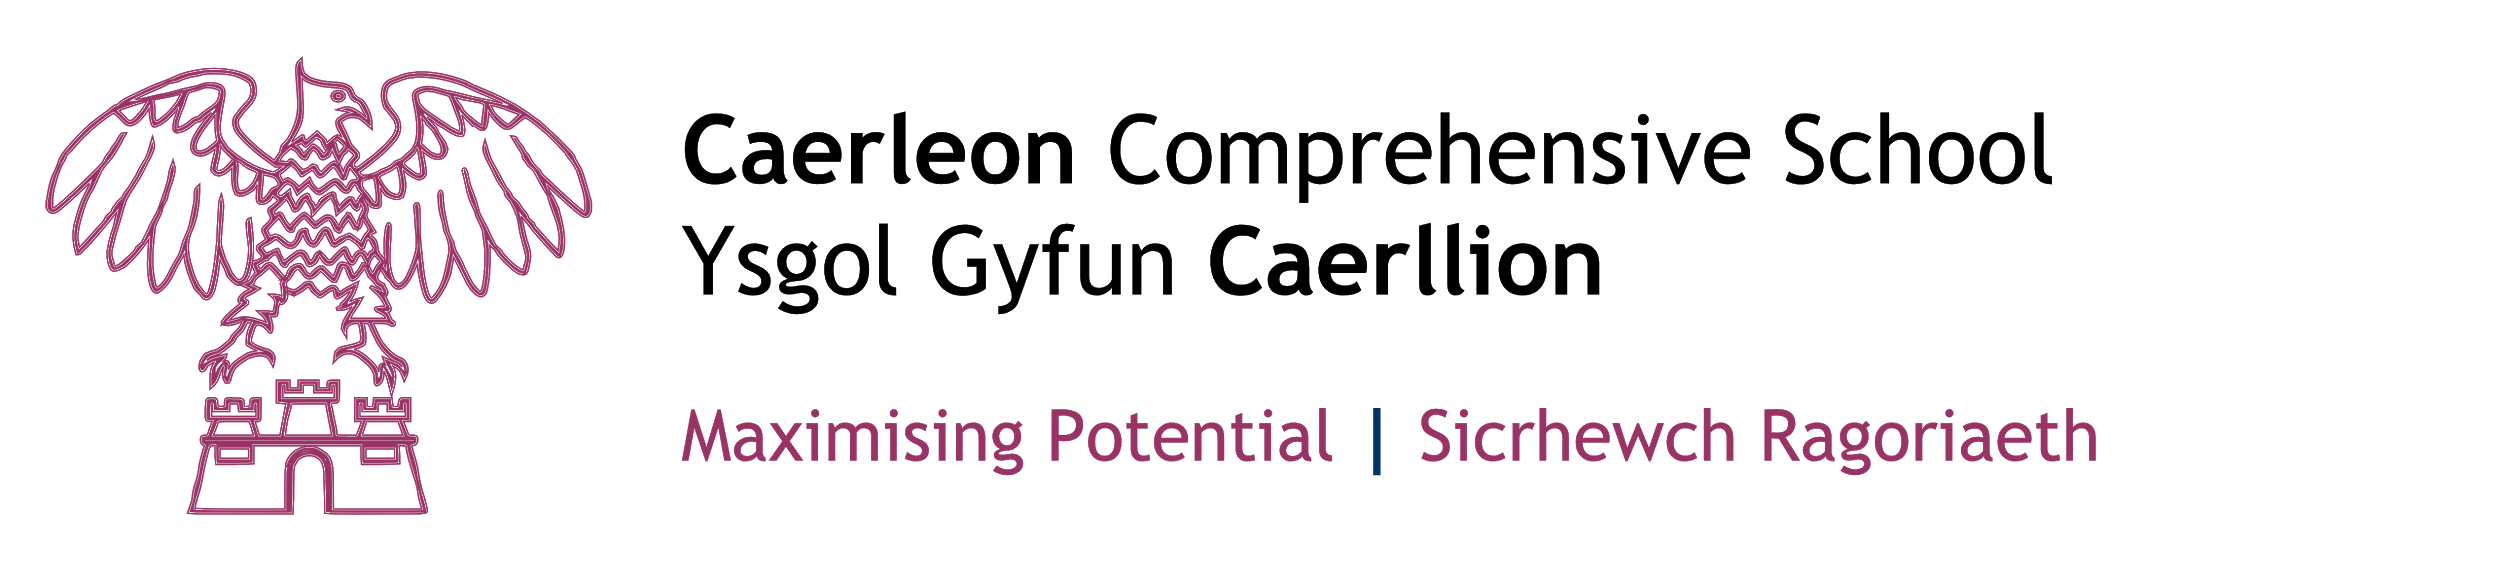 Caerleon Comprehensive School
Ysgol Gyfun Caerllion
Maximising Potential | Sicrhewch Ragoriaeth